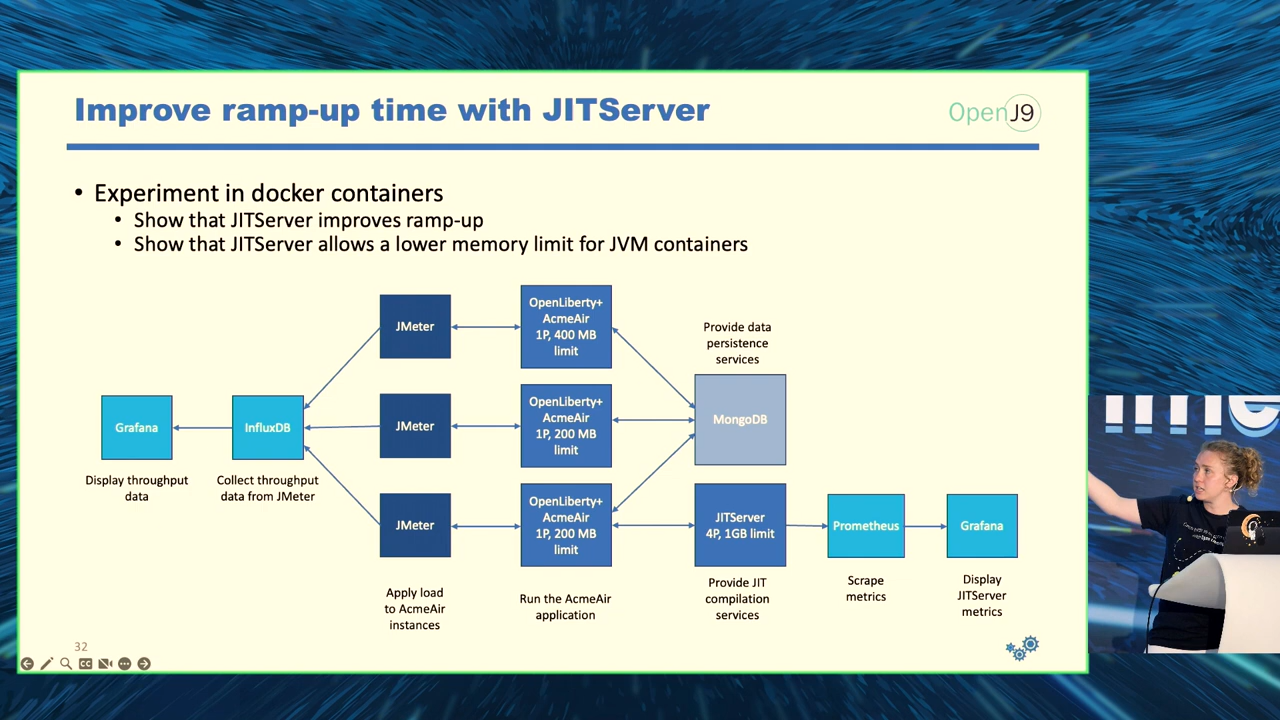 Improve ramp-up time with JITServer
OpenJ9
• Experiment in docker containers
• Show that JITServer improves ramp-up
• Show that JITServer allows a lower memory limit for JVM containers
JMeter
OpenLiberty+
AcmeAir
1P, 400 MB
limit
Provide data
persistence
services
Grafana
InfluxDB
JMeter
OpenLiberty+
AcmeAir
1P, 200 MB
limit
MongoDB
Display throughput
data
Collect throughput
data from JMeter
JMeter
OpenLiberty+
AcmeAir
1P, 200 MB
limit
JITServer
4P, 1GB limit
Prometheus
Grafana
Apply load
to AcmeAir
instances
Run the AcmeAir
application
Provide JIT
compilation
services
Scrape
metrics
Display
JITServer
metrics
32
CC